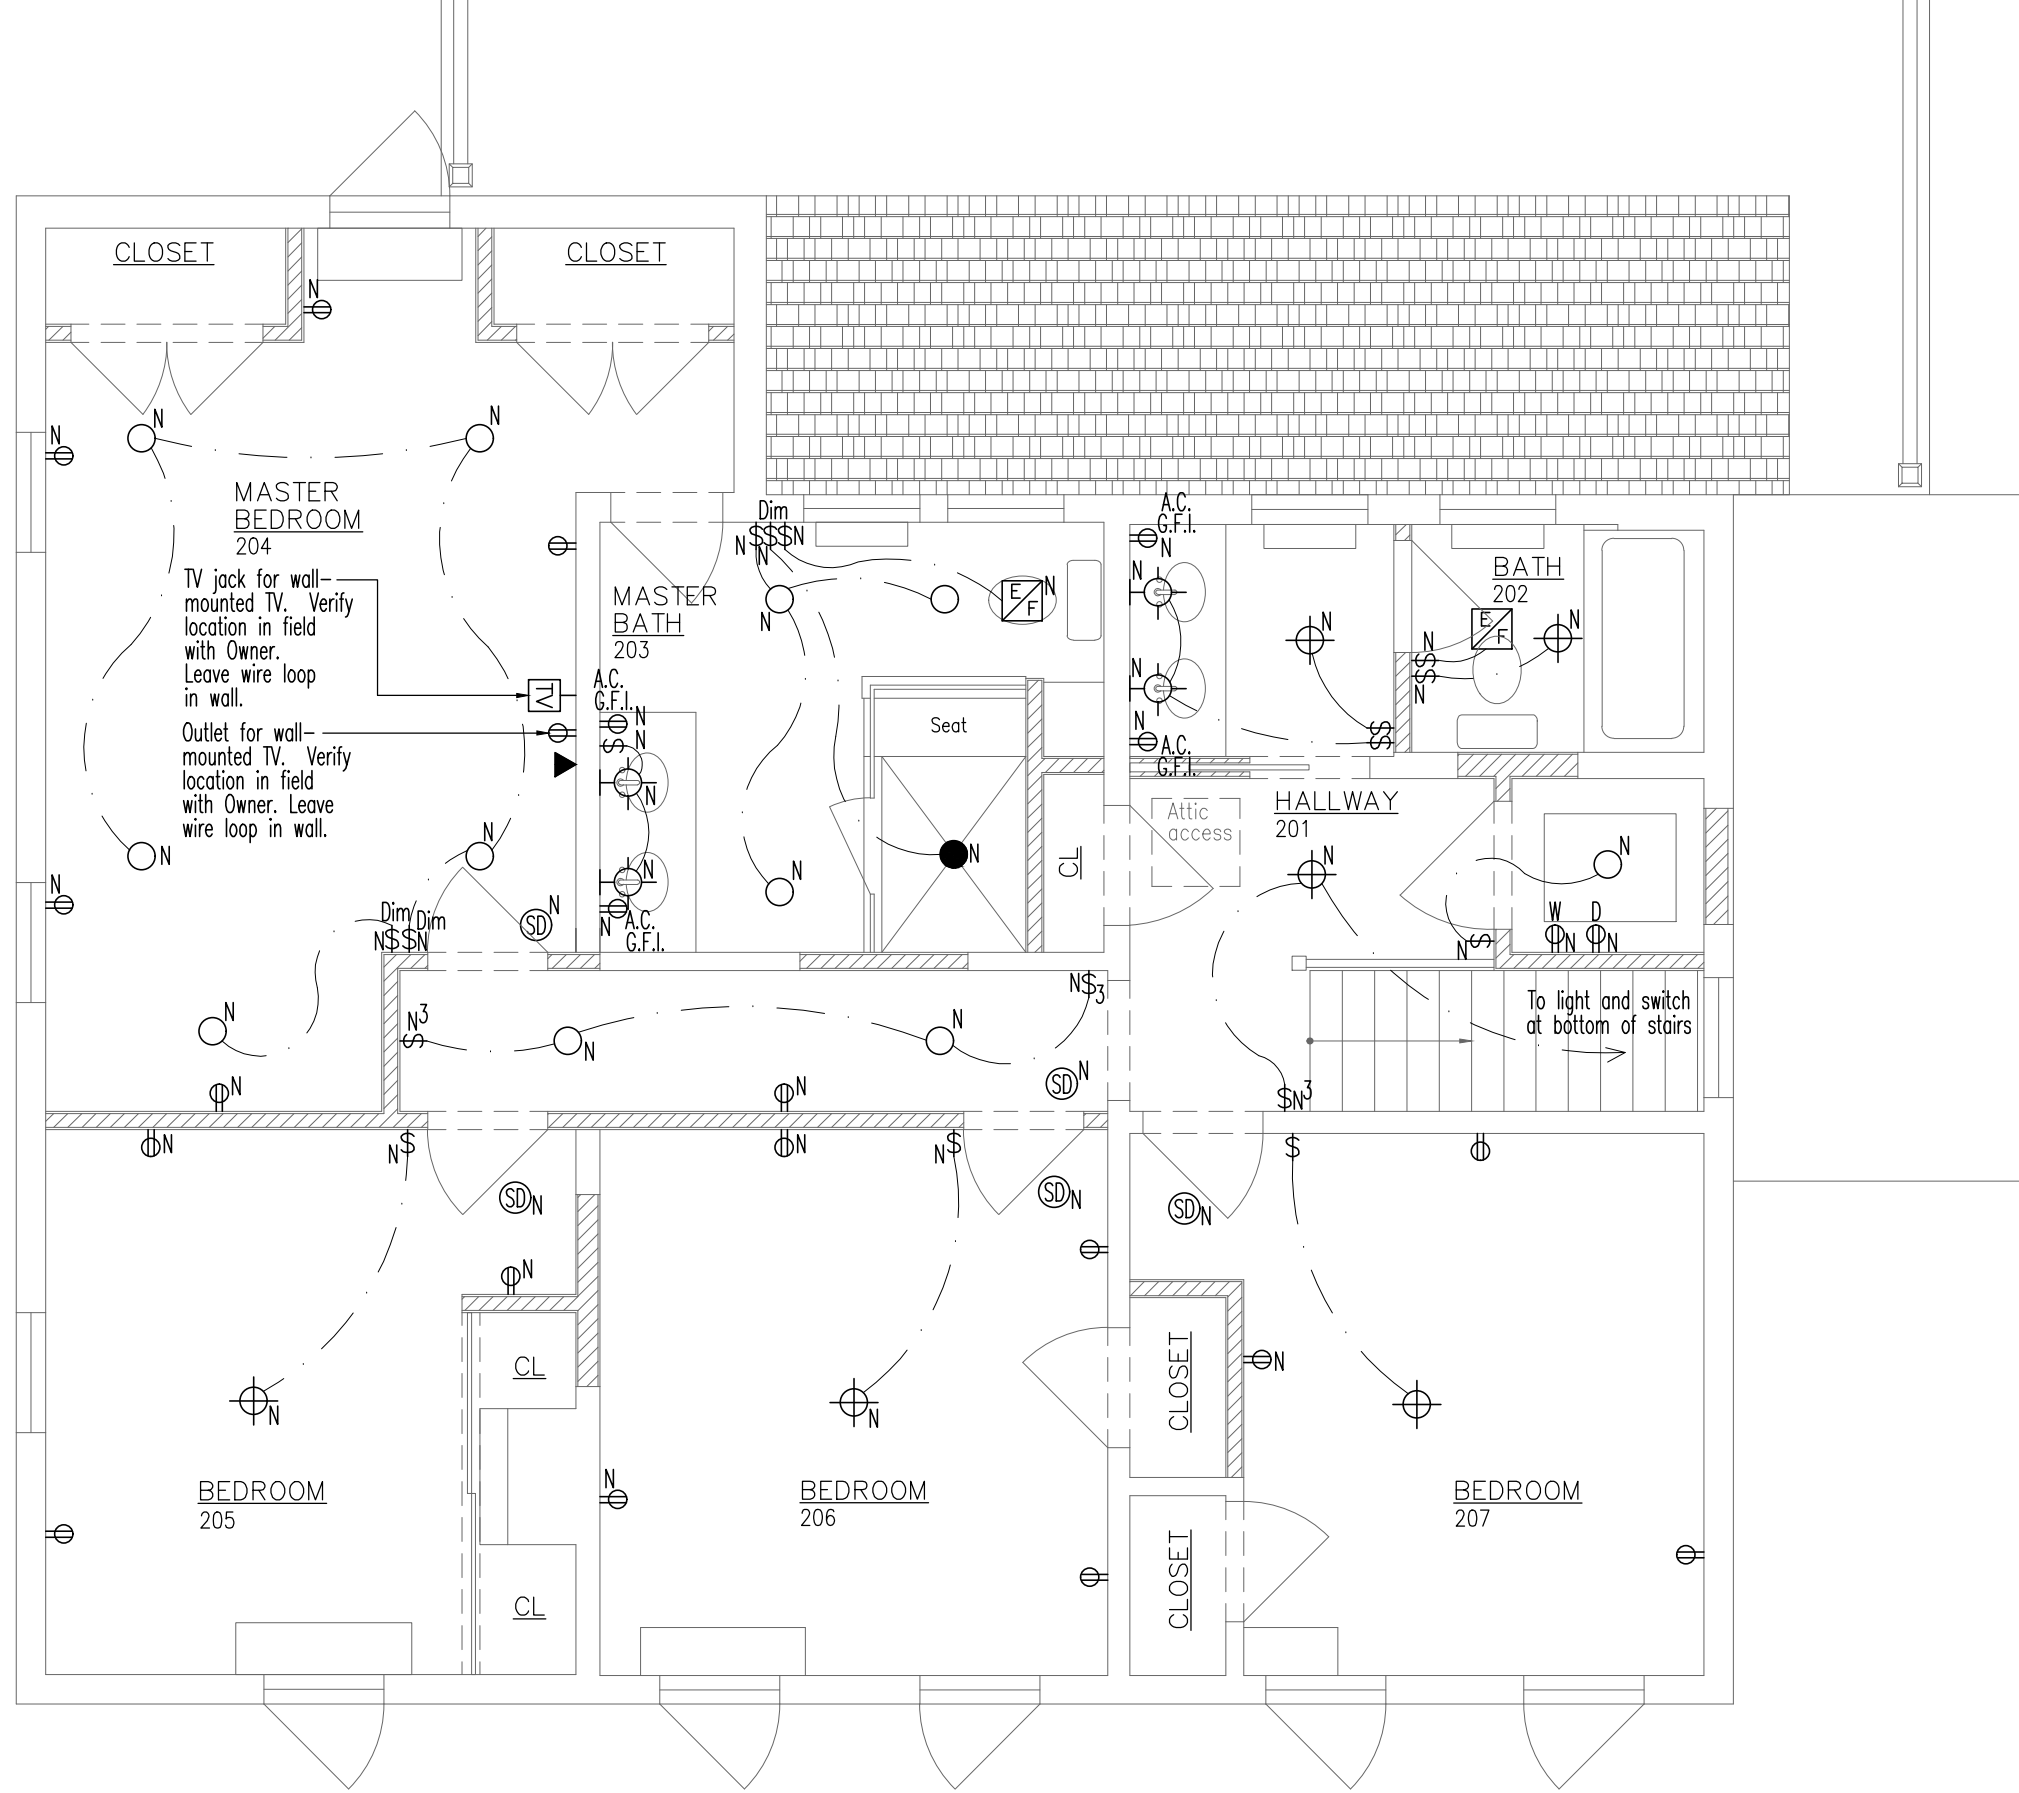 CLOSET
CLOSET
N
N
N
N
MASTER
BEDROOM
204
TV jack for wall-
mounted TV. Verify
location in field
with Owner.
Leave wire loop
in wall.
Outlet for wall-
mounted TV. Verify
location in field
with Owner. Leave
wire loop in wall.
TV
N
N
N
Dim
Dim
N$$N
SD
N
N
N
Dim
$$$N
N
N
N
E
F
N
MASTER
BATH
203
A.C.
G.F.I.
N
N
$
N
N
N
A.C.
G.F.I.
Seat
N
N
CL
A.C.
G.F.I.
N
N
N
N
A.C.
G.F.I.
N
$$
BATH
202
E
F
N
N
$$
N
HALLWAY
201
Attic
access
N
N
W
D
N
N
N
$
To light and switch
at bottom of stairs
$N3
N3
$
N
N
N$3
SD
N
N
N
N
N
$
N
$
SD
N
N
N
CL
CL
BEDROOM
205
SD
N
N
N
BEDROOM
206
$
SD
N
N
CLOSET
CLOSET
BEDROOM
207